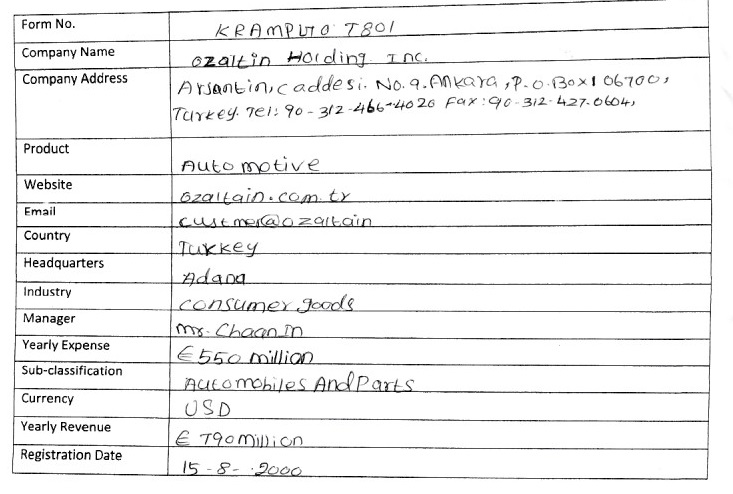 Form No. KRAMPUTO T801
Company Name ozaltin Holding Inc.
Company Address Arsantin, caddesi. No.9. Ankara, P.O.Box 106700,
Turkey. Tel: 90-312-466-4020 Fax: 90-312-427-0604,
Product Automotive
Website ozaltain.com.tr
Email custmer@ozaltain
Country Turkey
Headquarters Adana
Industry consumer goods
Manager Mr. Chaan In
Yearly Expense €550 million
Sub-classification Automobiles And Parts
Currency USD
Yearly Revenue € 790 million
Registration Date 15-8-2000